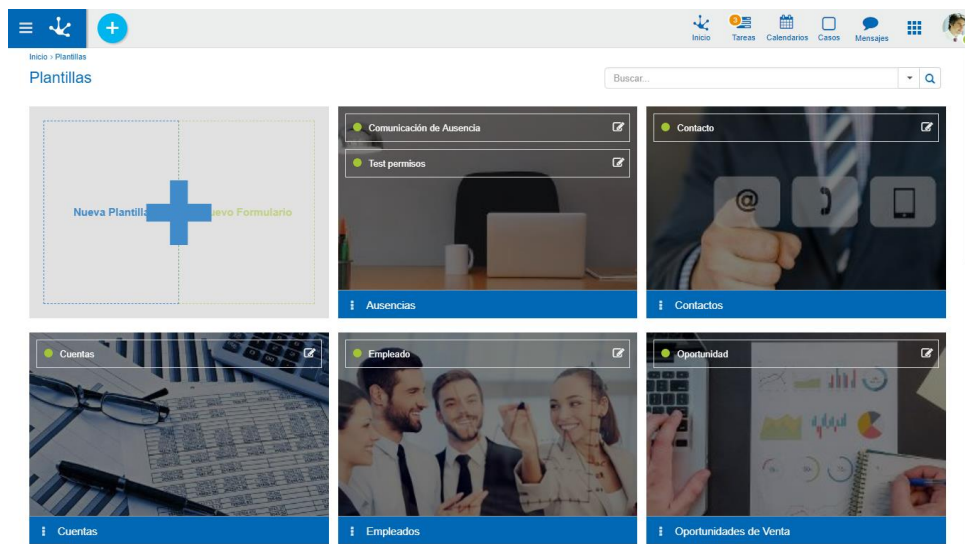 3
Inicio
Tareas
Calendarios
Casos
Mensajes
Inicio > Plantillas
Plantillas
Buscar...
Nueva Plantilla
Formulario
Comunicación de Ausencia
Test permisos
Ausencias
Contacto
@
Contactos
Cuentas
Cuentas
Empleado
Empleados
Oportunidad
Oportunidades de Venta